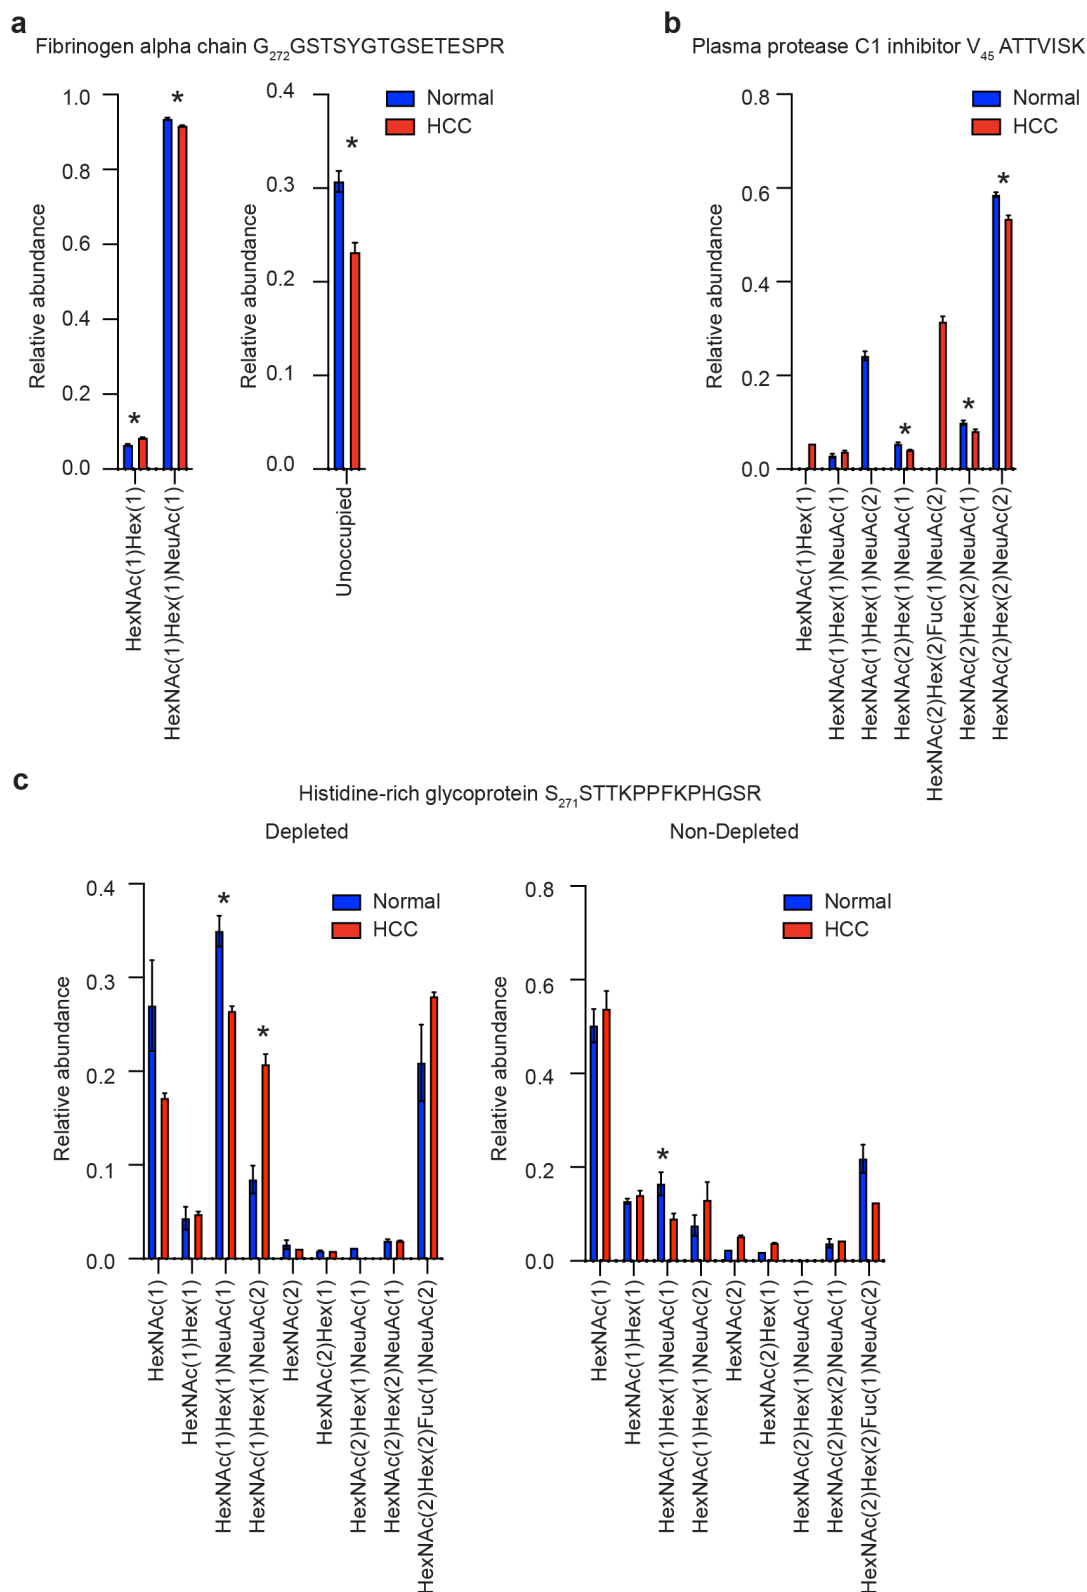 a
Fibrinogen alpha chain G272GSTSYGTGSETESPR
1.0
0.8
0.6
0.4
0.2
0.0
Relative abundance
*
*
HexNAc(1)Hex(1)
HexNAc(1)Hex(1)NeuAc(1)
0.4
0.3
0.2
0.1
0.0
Relative abundance
*
Unoccupied
Normal
HCC
b
Plasma protease C1 inhibitor V45 ATTVISK
0.8
0.6
0.4
0.2
0.0
Relative abundance
Normal
HCC
*
*
*
HexNAc(1)Hex(1)
HexNAc(1)Hex(1)NeuAc(1)
HexNAc(1)Hex(1)NeuAc(2)
HexNAc(2)Hex(1)NeuAc(1)
HexNAc(2)Hex(2)Fuc(1)NeuAc(2)
HexNAc(2)Hex(2)NeuAc(1)
HexNAc(2)Hex(2)NeuAc(2)
c
Histidine-rich glycoprotein S271STTKPPFKPHGSR
Depleted
0.4
0.3
0.2
0.1
0.0
Relative abundance
*
*
Normal
HCC
HexNAc(1)
HexNAc(1)Hex(1)
HexNAc(1)Hex(1)NeuAc(1)
HexNAc(1)Hex(1)NeuAc(2)
HexNAc(2)
HexNAc(2)Hex(1)
HexNAc(2)Hex(1)NeuAc(1)
HexNAc(2)Hex(2)NeuAc(1)
HexNAc(2)Hex(2)Fuc(1)NeuAc(2)
Non-Depleted
0.8
0.6
0.4
0.2
0.0
Relative abundance
*
Normal
HCC
HexNAc(1)
HexNAc(1)Hex(1)
HexNAc(1)Hex(1)NeuAc(1)
HexNAc(1)Hex(1)NeuAc(2)
HexNAc(2)
HexNAc(2)Hex(1)
HexNAc(2)Hex(1)NeuAc(1)
HexNAc(2)Hex(2)NeuAc(1)
HexNAc(2)Hex(2)Fuc(1)NeuAc(2)